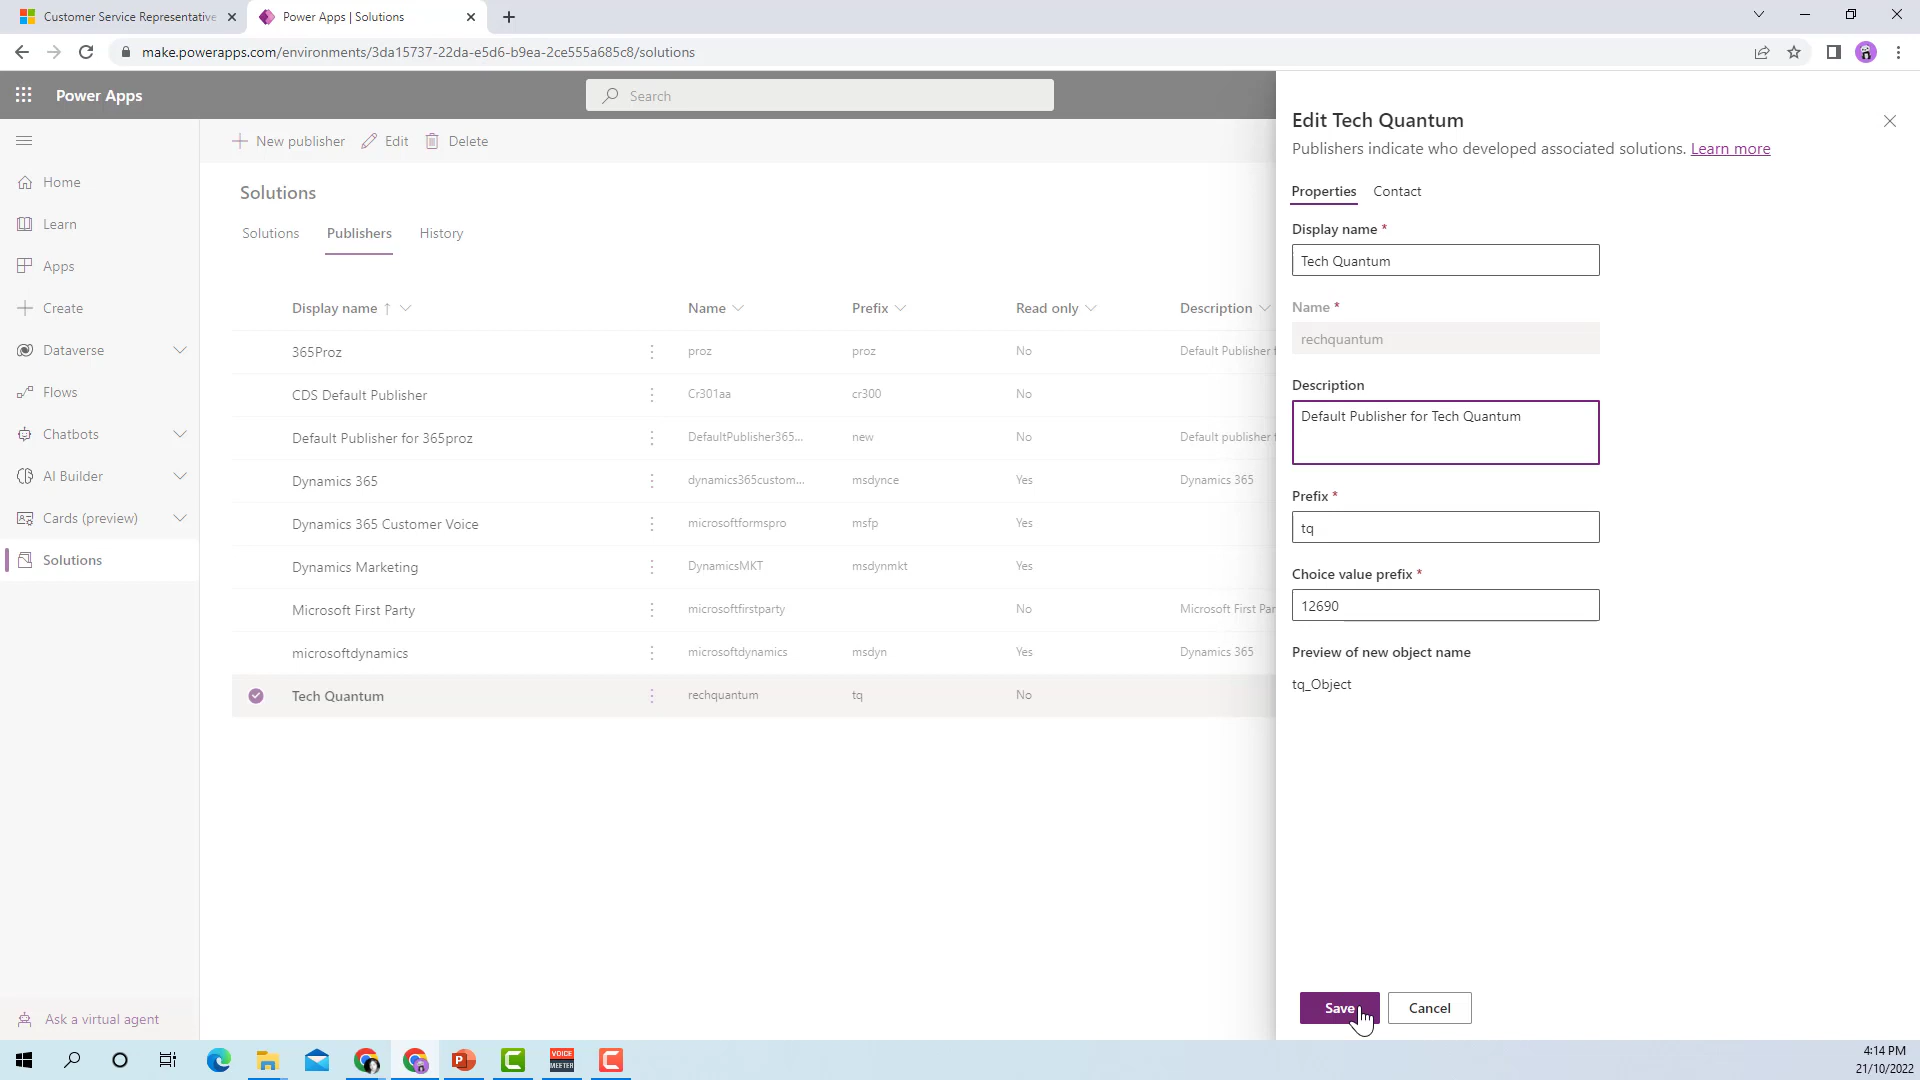 Customer Service Representative
Power Apps | Solutions
make.powerapps.com/environments/3da15737-22da-e5d6-b9ea-2ce555a685c8/solutions
Power Apps
Search
Home
Learn
Apps
Create
Dataverse
Flows
Chatbots
AI Builder
Cards (preview)
Solutions
Ask a virtual agent
New publisher Edit Delete
Solutions
Solutions Publishers History
Display name ↑ Name Prefix Read only Description
365Proz proz proz No Default Publisher f
CDS Default Publisher Cr301aa cr300 No
Default Publisher for 365proz DefaultPublisher365... new No Default publisher f
Dynamics 365 dynamics365custom... msdynce Yes Dynamics 365
Dynamics 365 Customer Voice microsoftformspro msfp Yes
Dynamics Marketing DynamicsMKT msdynmkt Yes
Microsoft First Party microsoftfirstparty No Microsoft First Par
microsoftdynamics microsoftdynamics msdyn Yes Dynamics 365
Tech Quantum rechquantum tq No
Edit Tech Quantum
Publishers indicate who developed associated solutions. Learn more
Properties Contact
Display name *
Tech Quantum
Name *
rechquantum
Description
Default Publisher for Tech Quantum
Prefix *
tq
Choice value prefix *
12690
Preview of new object name
tq_Object
Save Cancel
VOICE
MEETER
4:14 PM
21/10/2022